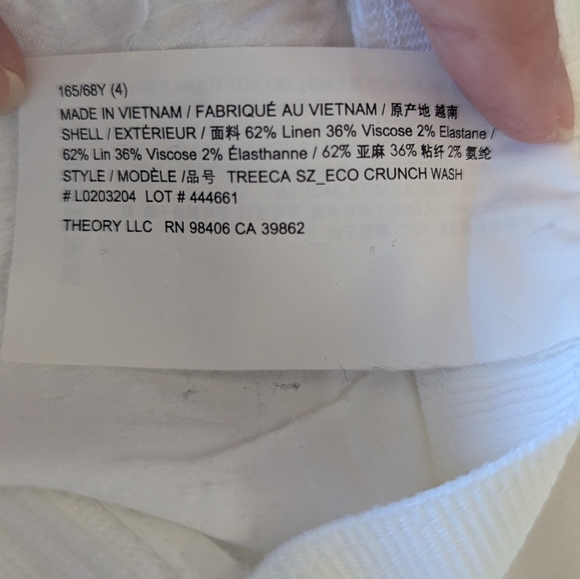 165/68Y (4)
MADE IN VIETNAM / FABRIQUÉ AU VIETNAM / 原产地 越南
SHELL / EXTÉRIEUR / 面料 62% Linen 36% Viscose 2% Elastane /
62% Lin 36% Viscose 2% Élasthanne / 62% 亚麻 36% 粘纤 2% 氨纶
STYLE / MODÈLE /品号 TREECA SZ_ECO CRUNCH WASH
# L0203204 LOT # 444661
THEORY LLC RN 98406 CA 39862